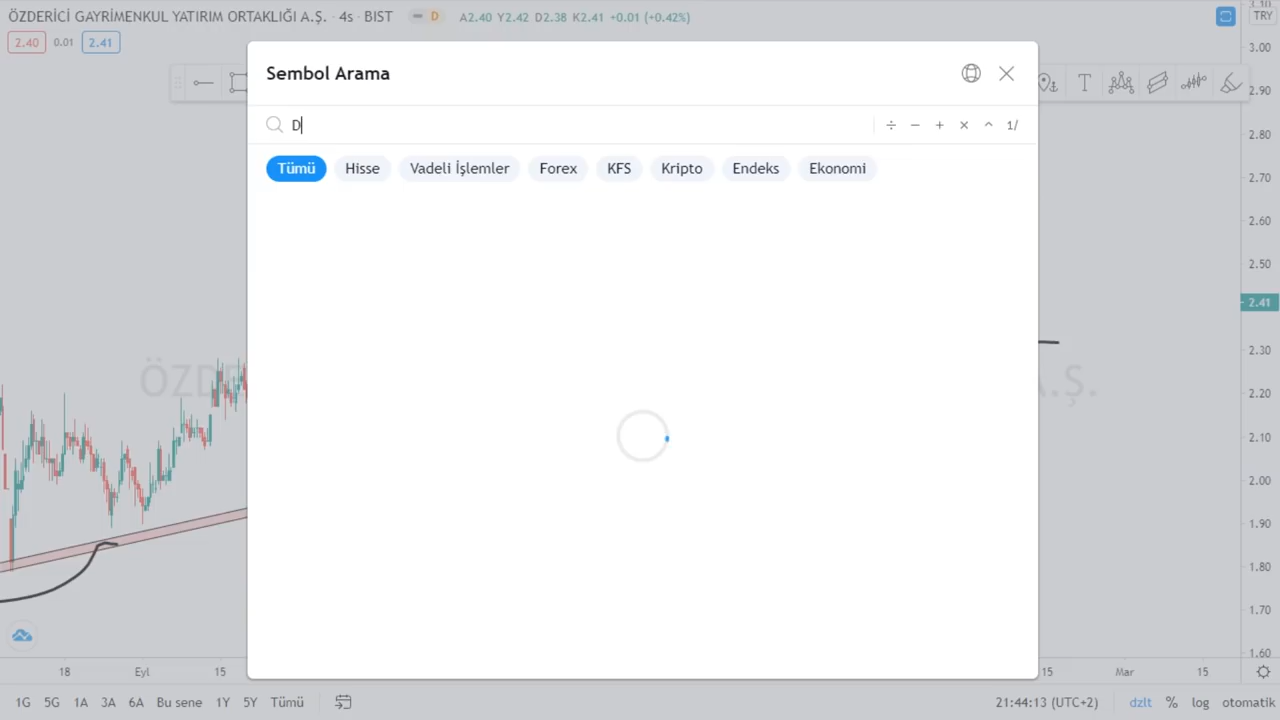 ÖZDERİCİ GAYRİMENKUL YATIRIM ORTAKLIĞI A.Ş. · 4s · BIST D A2.40 Y2.42 D2.38 K2.41 +0.01 (+0.42%)
TRY
2.40 0.01 2.41
Sembol Arama
D
÷ − + × ^ 1/
Tümü Hisse Vadeli İşlemler Forex KFS Kripto Endeks Ekonomi
3.10
3.00
2.90
2.80
2.70
2.60
2.50
2.41
2.30
2.20
2.10
2.00
1.90
1.80
1.70
1.60
ÖZDE A.Ş.
18 Eyl 15 15 Mar 15
1G 5G 1A 3A 6A Bu sene 1Y 5Y Tümü 21:44:13 (UTC+2) dzlt % log otomatik